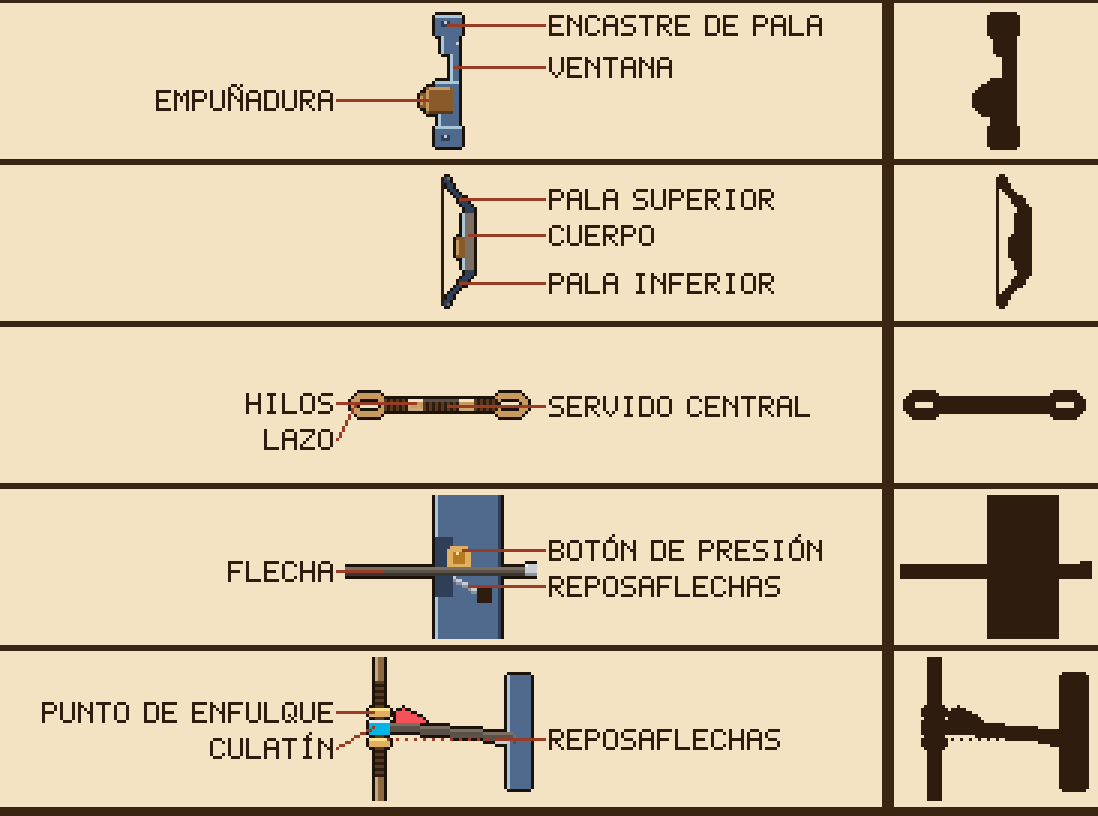 ENCASTRE DE PALA
VENTANA
EMPUÑADURA
PALA SUPERIOR
CUERPO
PALA INFERIOR
HILOS
SERVIDO CENTRAL
LAZO
BOTÓN DE PRESIÓN
FLECHA
REPOSAFLECHAS
PUNTO DE ENFULQUE
CULATÍN
REPOSAFLECHAS